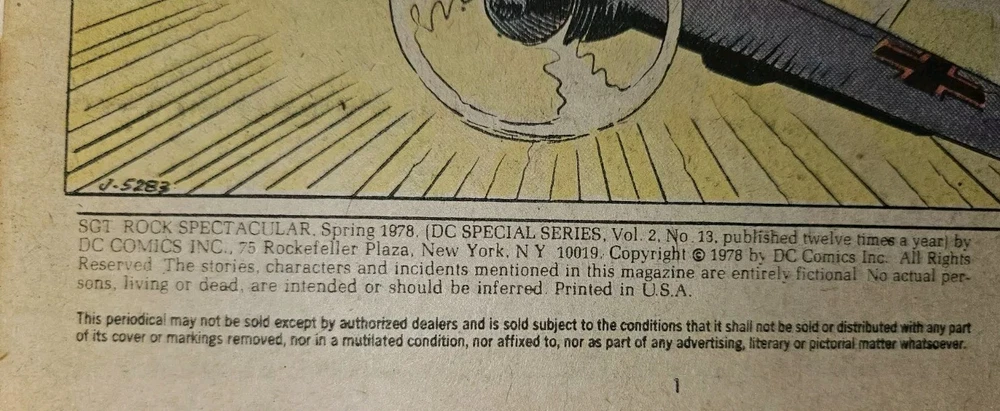 J-5283
SGT ROCK SPECTACULAR, Spring 1978, (DC SPECIAL SERIES, Vol. 2, No. 13, published twelve times a year) by
DC COMICS INC., 75 Rockefeller Plaza, New York, N Y 10019. Copyright © 1978 by DC Comics Inc. All Rights
Reserved The stories, characters and incidents mentioned in this magazine are entirely fictional No actual per-
sons, living or dead, are intended or should be inferred. Printed in U.S.A.
This periodical may not be sold except by authorized dealers and is sold subject to the conditions that it shall not be sold or distributed with any part
of its cover or markings removed, nor in a mutilated condition, nor affixed to, nor as part of any advertising, literary or pictorial matter whatsoever.
1